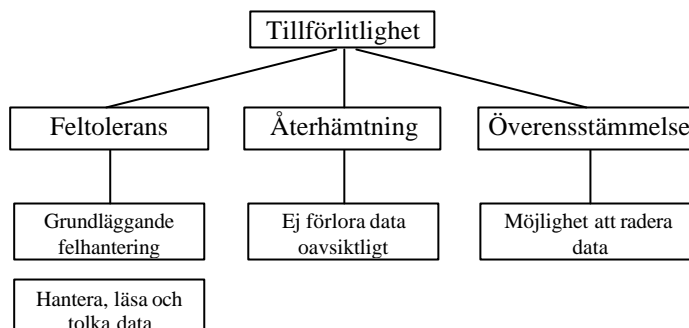 Tillförlitlighet
Feltolerans
Återhämtning
Överensstämmelse
Grundläggande
felhantering
Ej förlora data
oavsiktligt
Möjlighet att radera
data
Hantera, läsa och
tolka data